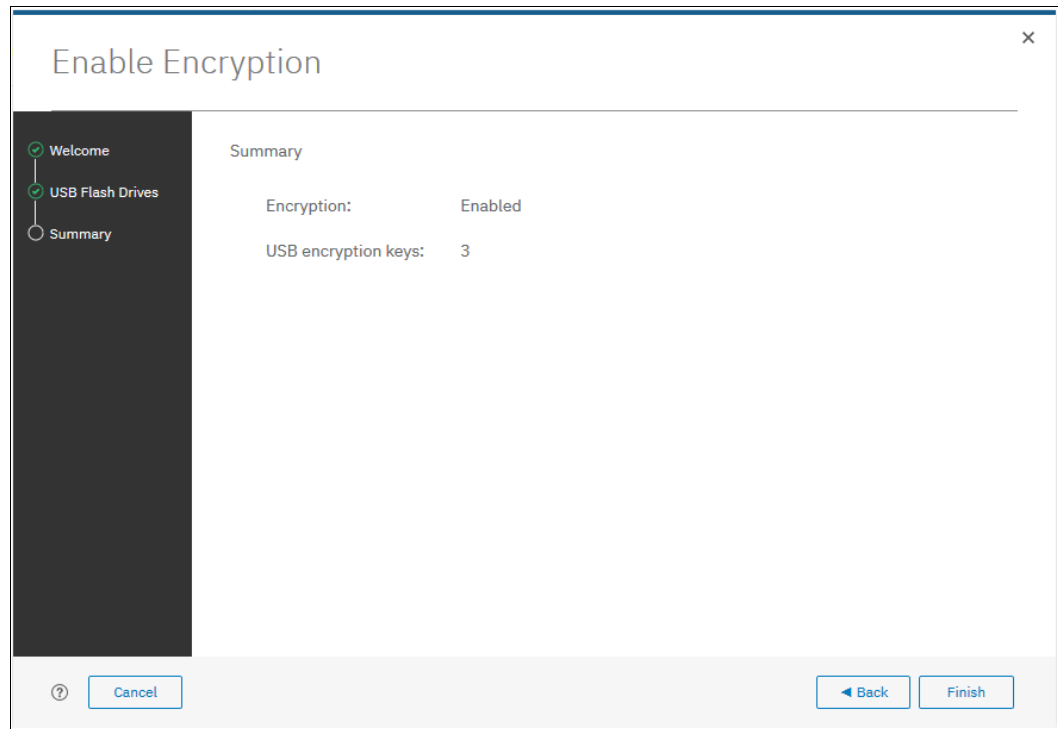 Enable Encryption
×
Welcome
USB Flash Drives
Summary
Summary
Encryption: Enabled
USB encryption keys: 3
?
Cancel
◄ Back
Finish